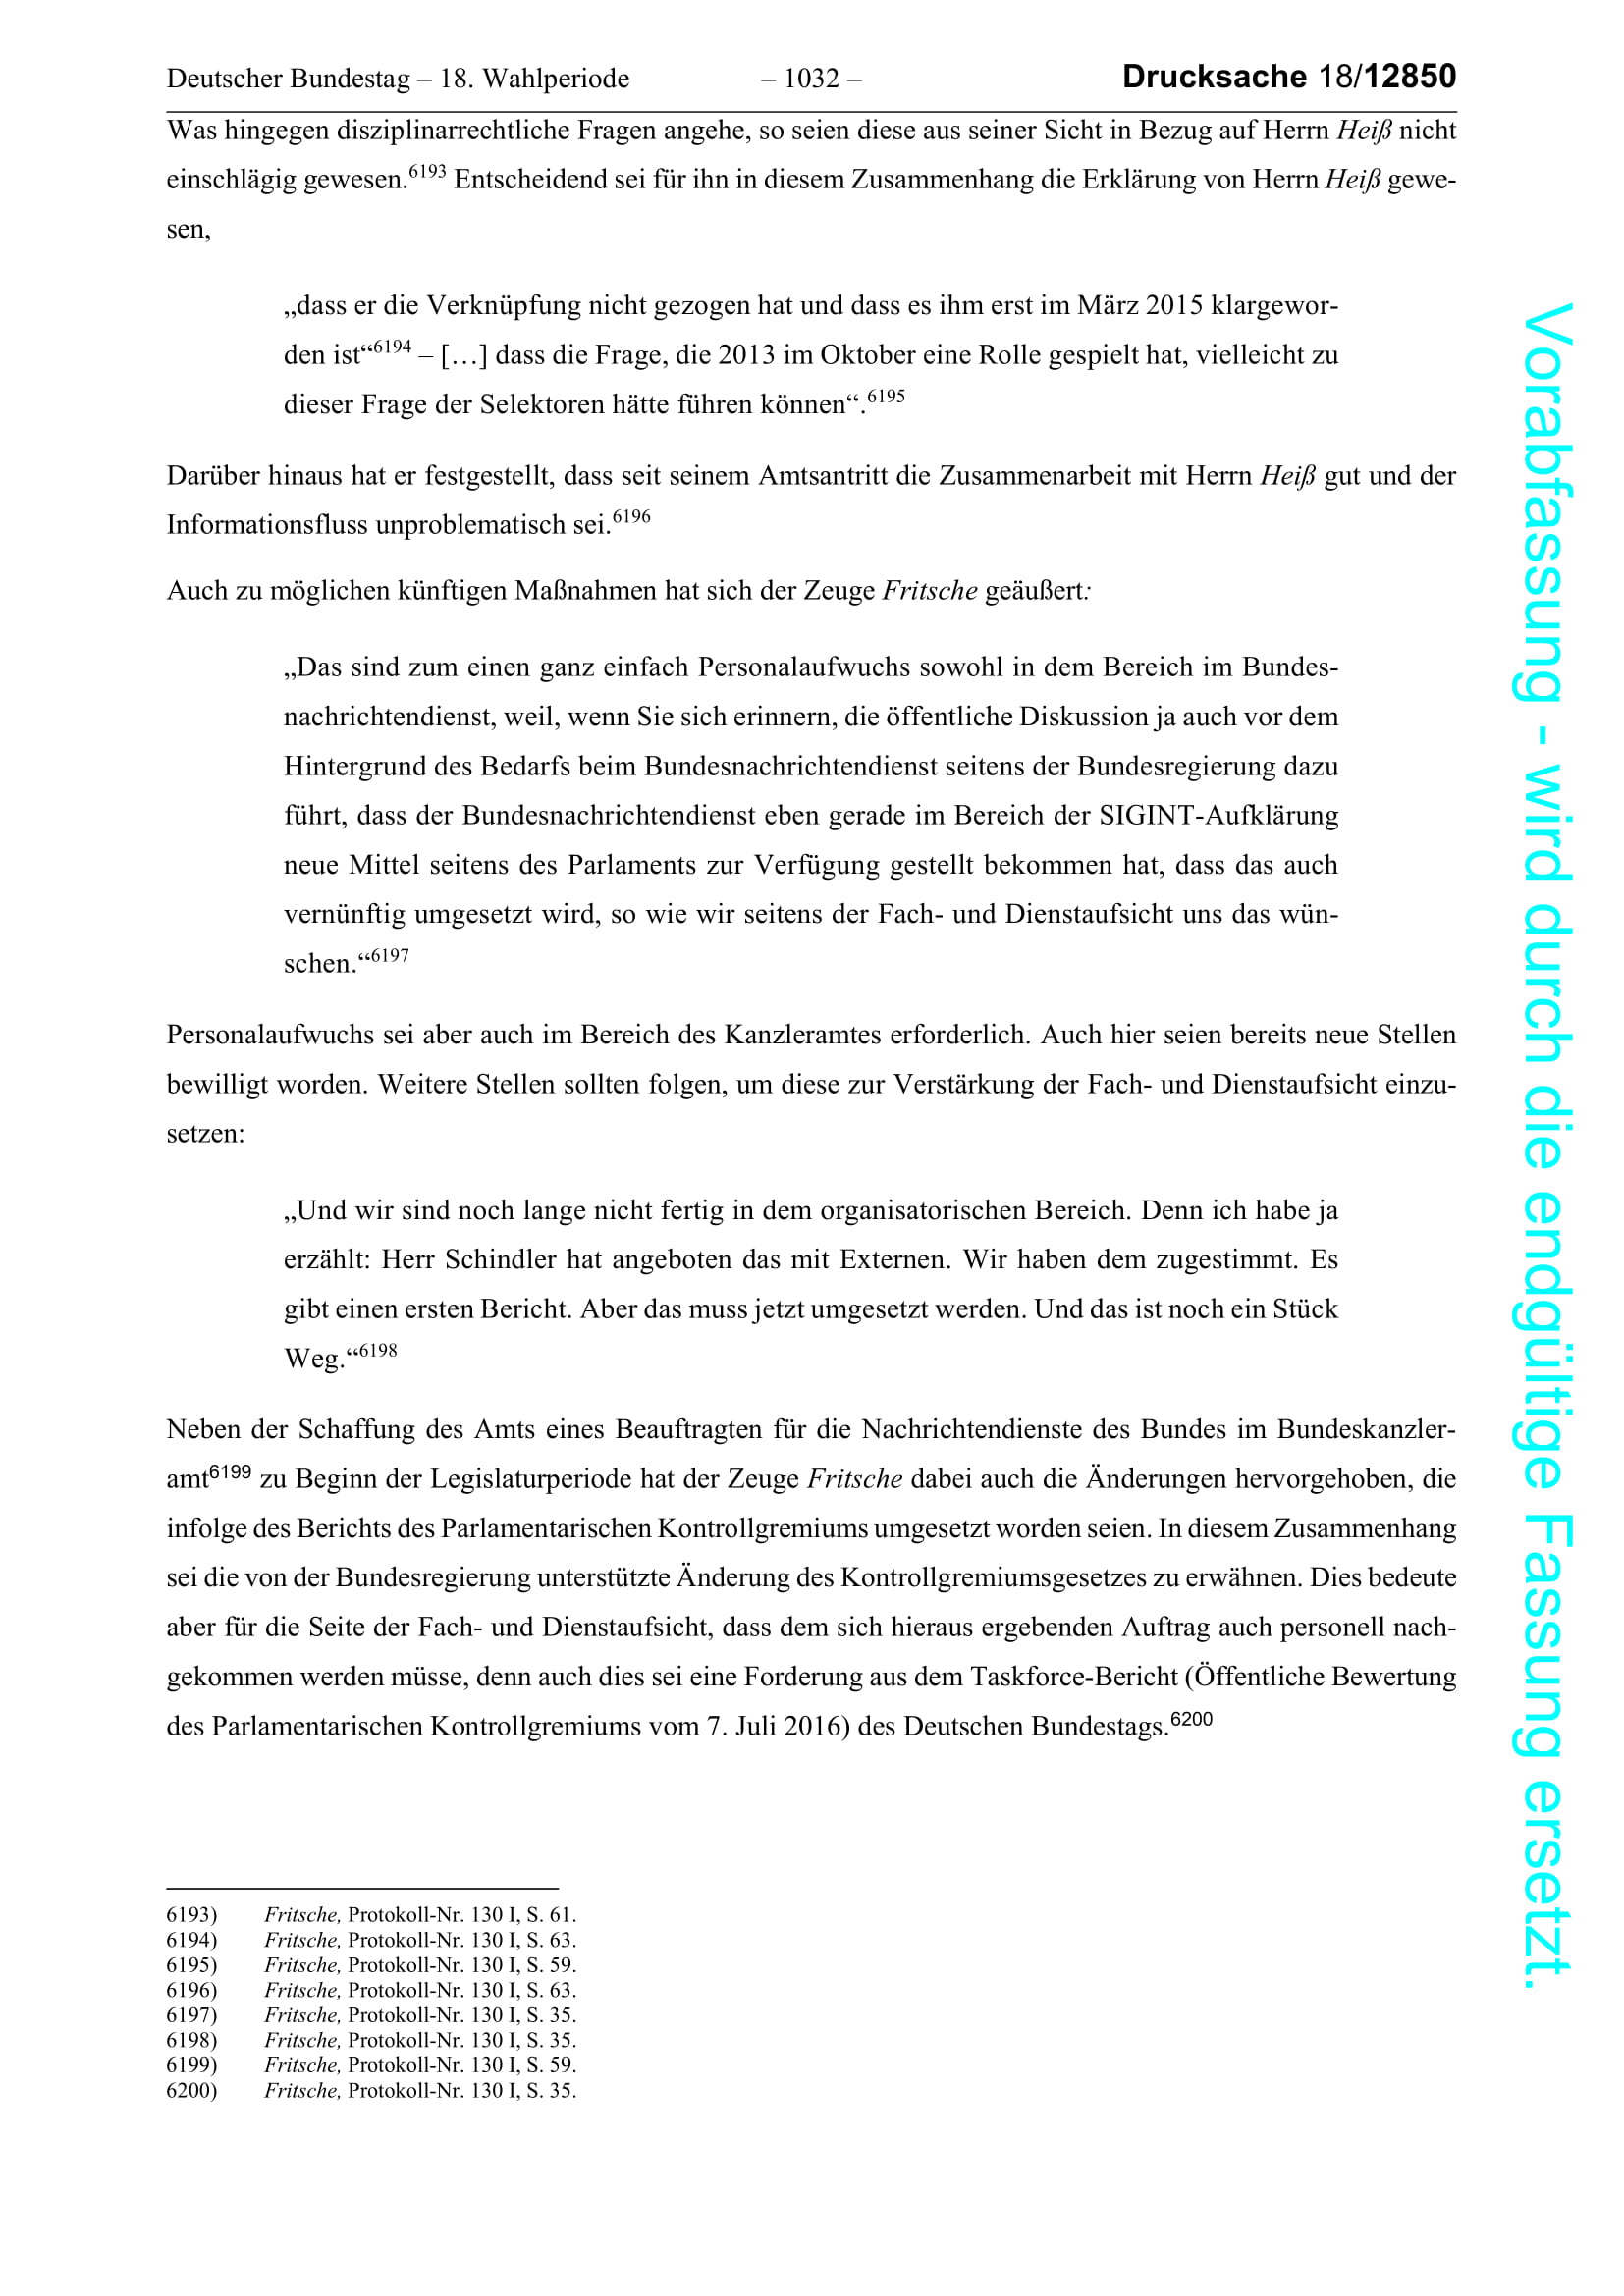 Deutscher Bundestag – 18. Wahlperiode – 1032 – Drucksache 18/12850
Was hingegen disziplinarrechtliche Fragen angehe, so seien diese aus seiner Sicht in Bezug auf Herrn Heiß nicht
einschlägig gewesen.6193 Entscheidend sei für ihn in diesem Zusammenhang die Erklärung von Herrn Heiß gewe-
sen,
„dass er die Verknüpfung nicht gezogen hat und dass es ihm erst im März 2015 klargewor-
den ist“6194 – […] dass die Frage, die 2013 im Oktober eine Rolle gespielt hat, vielleicht zu
dieser Frage der Selektoren hätte führen können“.6195
Darüber hinaus hat er festgestellt, dass seit seinem Amtsantritt die Zusammenarbeit mit Herrn Heiß gut und der
Informationsfluss unproblematisch sei.6196
Auch zu möglichen künftigen Maßnahmen hat sich der Zeuge Fritsche geäußert:
„Das sind zum einen ganz einfach Personalaufwuchs sowohl in dem Bereich im Bundes-
nachrichtendienst, weil, wenn Sie sich erinnern, die öffentliche Diskussion ja auch vor dem
Hintergrund des Bedarfs beim Bundesnachrichtendienst seitens der Bundesregierung dazu
führt, dass der Bundesnachrichtendienst eben gerade im Bereich der SIGINT-Aufklärung
neue Mittel seitens des Parlaments zur Verfügung gestellt bekommen hat, dass das auch
vernünftig umgesetzt wird, so wie wir seitens der Fach- und Dienstaufsicht uns das wün-
schen.“6197
Personalaufwuchs sei aber auch im Bereich des Kanzleramtes erforderlich. Auch hier seien bereits neue Stellen
bewilligt worden. Weitere Stellen sollten folgen, um diese zur Verstärkung der Fach- und Dienstaufsicht einzu-
setzen:
„Und wir sind noch lange nicht fertig in dem organisatorischen Bereich. Denn ich habe ja
erzählt: Herr Schindler hat angeboten das mit Externen. Wir haben dem zugestimmt. Es
gibt einen ersten Bericht. Aber das muss jetzt umgesetzt werden. Und das ist noch ein Stück
Weg.“6198
Neben der Schaffung des Amts eines Beauftragten für die Nachrichtendienste des Bundes im Bundeskanzler-
amt6199 zu Beginn der Legislaturperiode hat der Zeuge Fritsche dabei auch die Änderungen hervorgehoben, die
infolge des Berichts des Parlamentarischen Kontrollgremiums umgesetzt worden seien. In diesem Zusammenhang
sei die von der Bundesregierung unterstützte Änderung des Kontrollgremiumsgesetzes zu erwähnen. Dies bedeute
aber für die Seite der Fach- und Dienstaufsicht, dass dem sich hieraus ergebenden Auftrag auch personell nach-
gekommen werden müsse, denn auch dies sei eine Forderung aus dem Taskforce-Bericht (Öffentliche Bewertung
des Parlamentarischen Kontrollgremiums vom 7. Juli 2016) des Deutschen Bundestags.6200
6193) Fritsche, Protokoll-Nr. 130 I, S. 61.
6194) Fritsche, Protokoll-Nr. 130 I, S. 63.
6195) Fritsche, Protokoll-Nr. 130 I, S. 59.
6196) Fritsche, Protokoll-Nr. 130 I, S. 63.
6197) Fritsche, Protokoll-Nr. 130 I, S. 35.
6198) Fritsche, Protokoll-Nr. 130 I, S. 35.
6199) Fritsche, Protokoll-Nr. 130 I, S. 59.
6200) Fritsche, Protokoll-Nr. 130 I, S. 35.
Vorabfassung - wird durch die endgültige Fassung ersetzt.